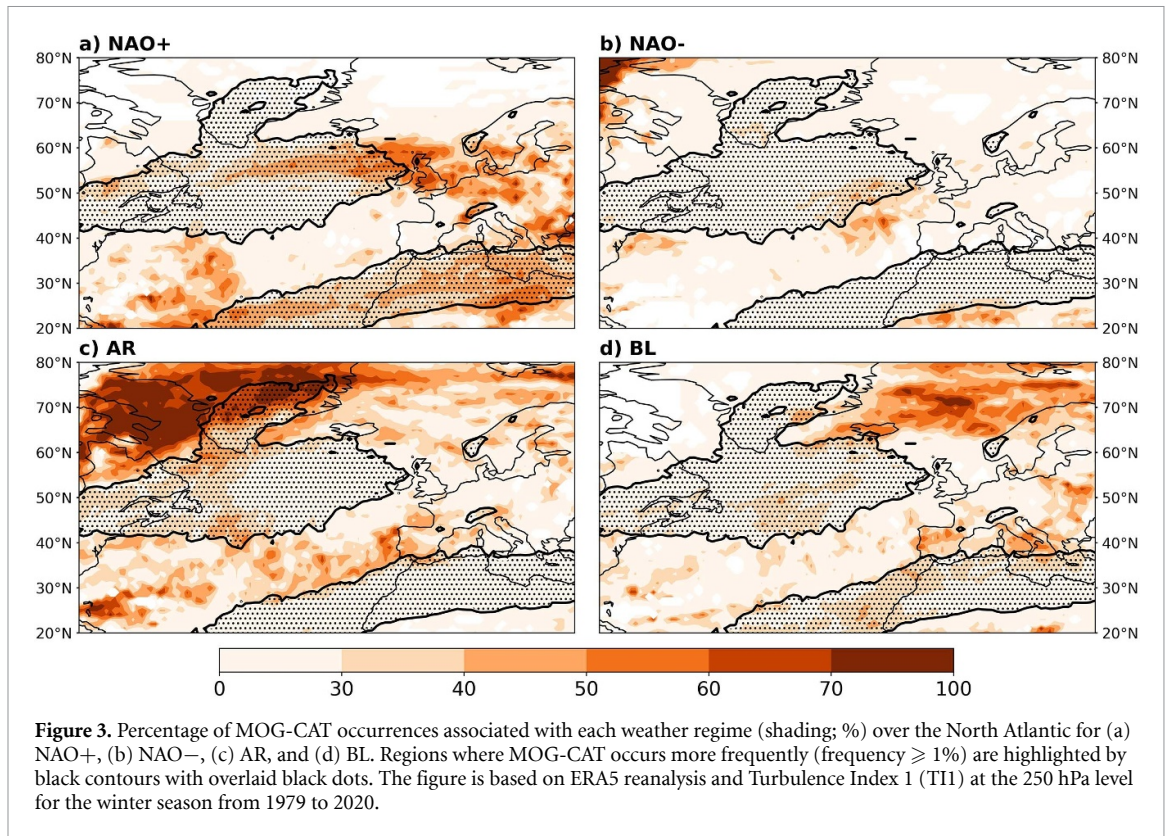 a) NAO+
b) NAO-
80°N
80°N
70°N
70°N
60°N
60°N
50°N
50°N
40°N
40°N
30°N
30°N
20°N
20°N
c) AR
d) BL
80°N
80°N
70°N
70°N
60°N
60°N
50°N
50°N
40°N
40°N
30°N
30°N
20°N
20°N
0 30 40 50 60 70 100
Figure 3. Percentage of MOG-CAT occurrences associated with each weather regime (shading; %) over the North Atlantic for (a)
NAO+, (b) NAO−, (c) AR, and (d) BL. Regions where MOG-CAT occurs more frequently (frequency ⩾ 1%) are highlighted by
black contours with overlaid black dots. The figure is based on ERA5 reanalysis and Turbulence Index 1 (TI1) at the 250 hPa level
for the winter season from 1979 to 2020.